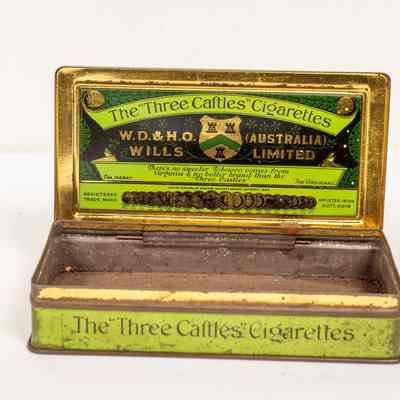 The "Three Castles" Cigarettes
W.D. & H.O. WILLS
(AUSTRALIA) LIMITED
There's no sweeter Tobacco comes from
Virginia & no better brand than the
"Three Castles"
REGISTERED
TRADE MARK
The "Three Castles" Cigarettes